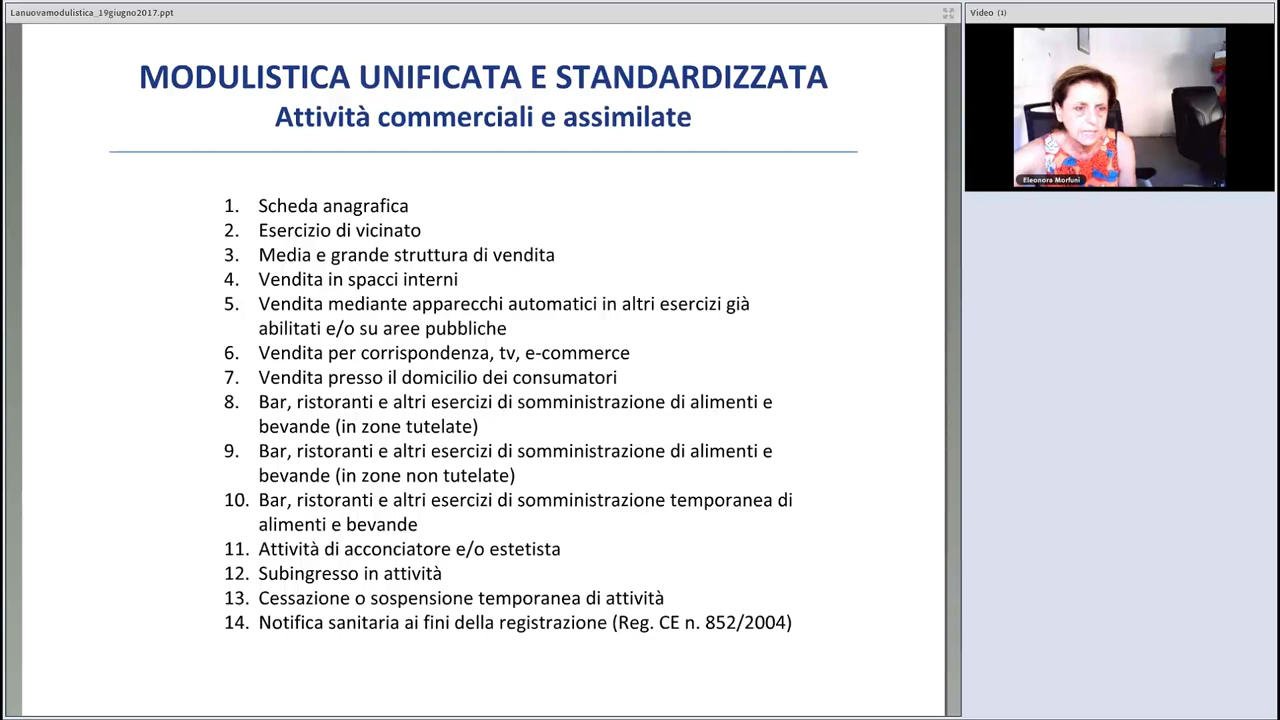 Lanuovamodulistica_19giugno2017.ppt
Video (1)
MODULISTICA UNIFICATA E STANDARDIZZATA
Attività commerciali e assimilate
Eleonora Morfuni
1. Scheda anagrafica
2. Esercizio di vicinato
3. Media e grande struttura di vendita
4. Vendita in spacci interni
5. Vendita mediante apparecchi automatici in altri esercizi già
abilitati e/o su aree pubbliche
6. Vendita per corrispondenza, tv, e-commerce
7. Vendita presso il domicilio dei consumatori
8. Bar, ristoranti e altri esercizi di somministrazione di alimenti e
bevande (in zone tutelate)
9. Bar, ristoranti e altri esercizi di somministrazione di alimenti e
bevande (in zone non tutelate)
10. Bar, ristoranti e altri esercizi di somministrazione temporanea di
alimenti e bevande
11. Attività di acconciatore e/o estetista
12. Subingresso in attività
13. Cessazione o sospensione temporanea di attività
14. Notifica sanitaria ai fini della registrazione (Reg. CE n. 852/2004)